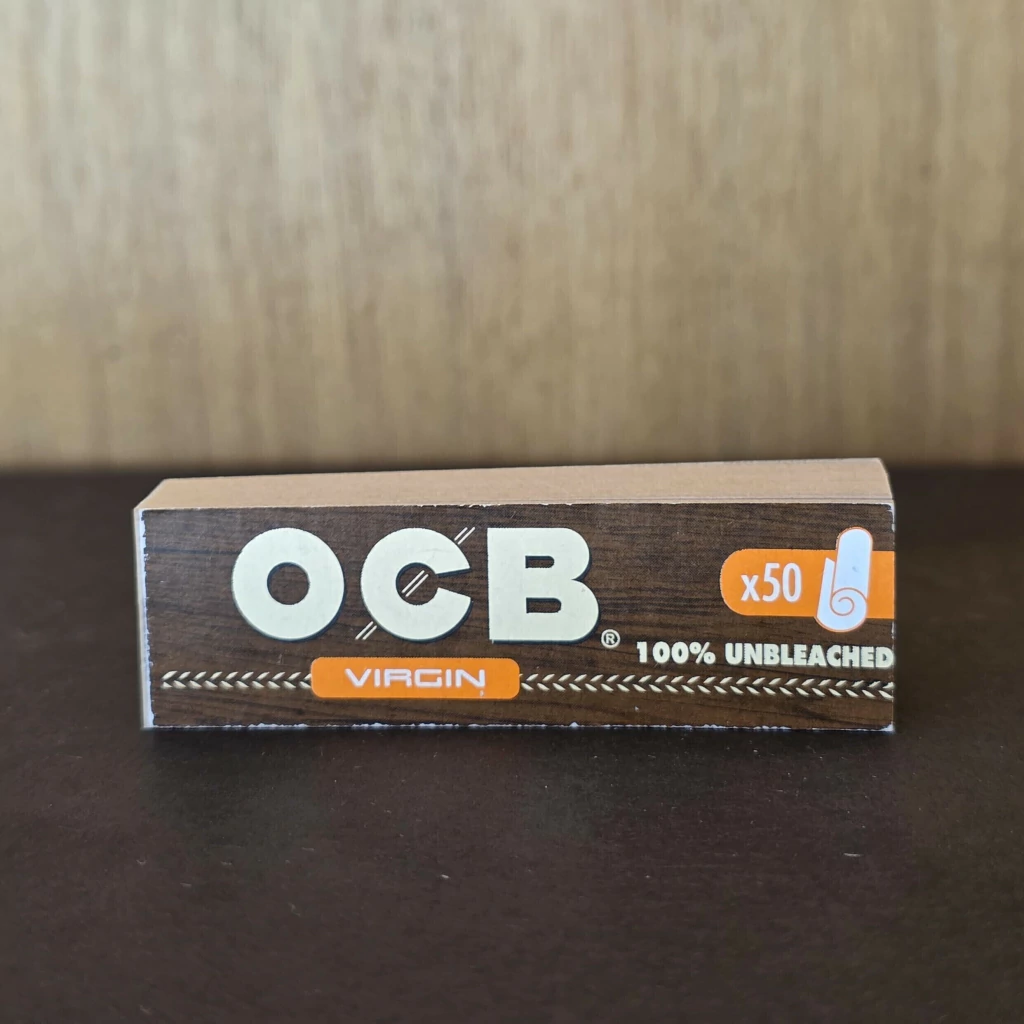 OCB®
x50
100% UNBLEACHED
VIRGIN